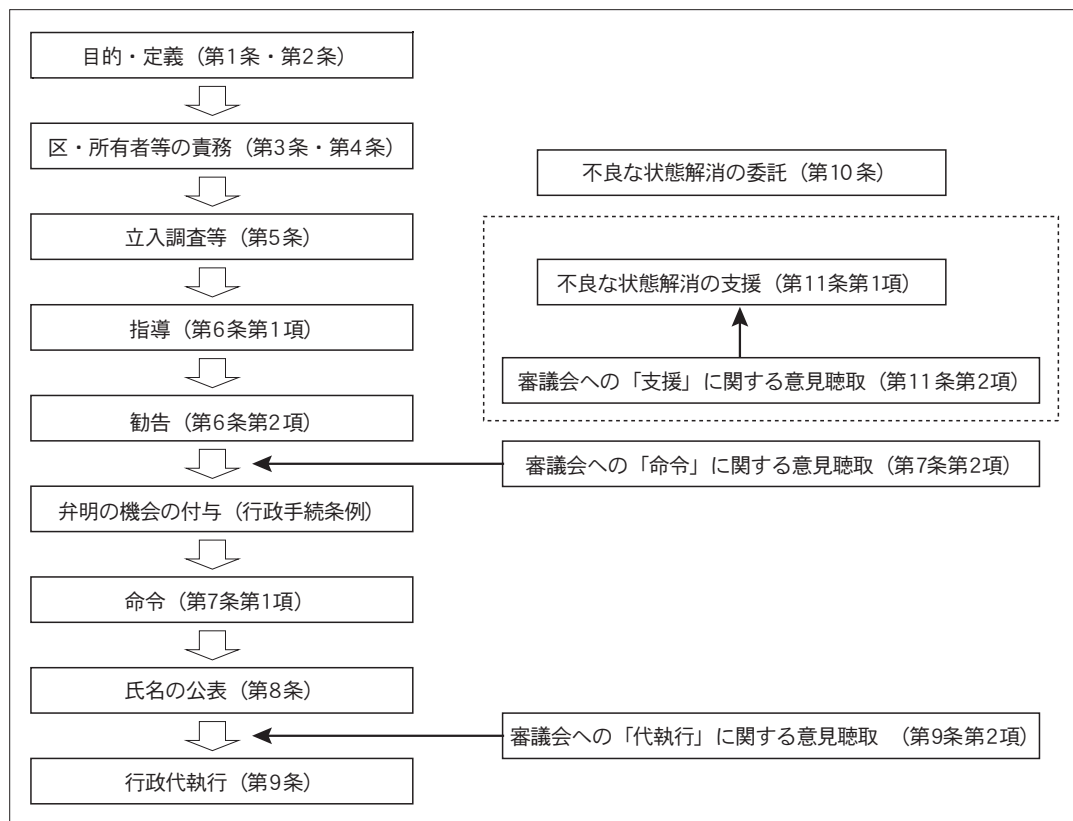 目的・定義（第1条・第2条）
区・所有者等の責務（第3条・第4条）
立入調査等（第5条）
指導（第6条第1項）
勧告（第6条第2項）
弁明の機会の付与（行政手続条例）
命令（第7条第1項）
氏名の公表（第8条）
行政代執行（第9条）
不良な状態解消の委託（第10条）
不良な状態解消の支援（第11条第1項）
審議会への「支援」に関する意見聴取（第11条第2項）
審議会への「命令」に関する意見聴取（第7条第2項）
審議会への「代執行」に関する意見聴取　（第9条第2項）